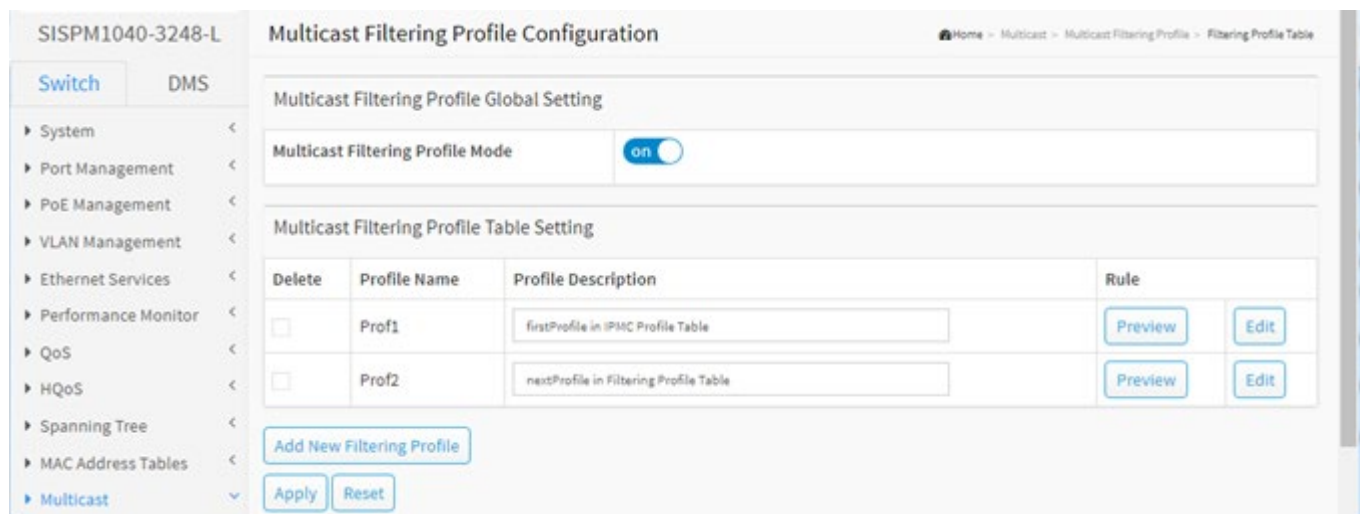 SISPM1040-3248-L
Multicast Filtering Profile Configuration
Home > Multicast > Multicast Filtering Profile > Filtering Profile Table
Switch DMS
System
Port Management
PoE Management
VLAN Management
Ethernet Services
Performance Monitor
QoS
HQoS
Spanning Tree
MAC Address Tables
Multicast
Multicast Filtering Profile Global Setting
Multicast Filtering Profile Mode on
Multicast Filtering Profile Table Setting
Delete Profile Name Profile Description Rule
Prof1 firstProfile in IPMC Profile Table Preview Edit
Prof2 nextProfile in Filtering Profile Table Preview Edit
Add New Filtering Profile
Apply Reset